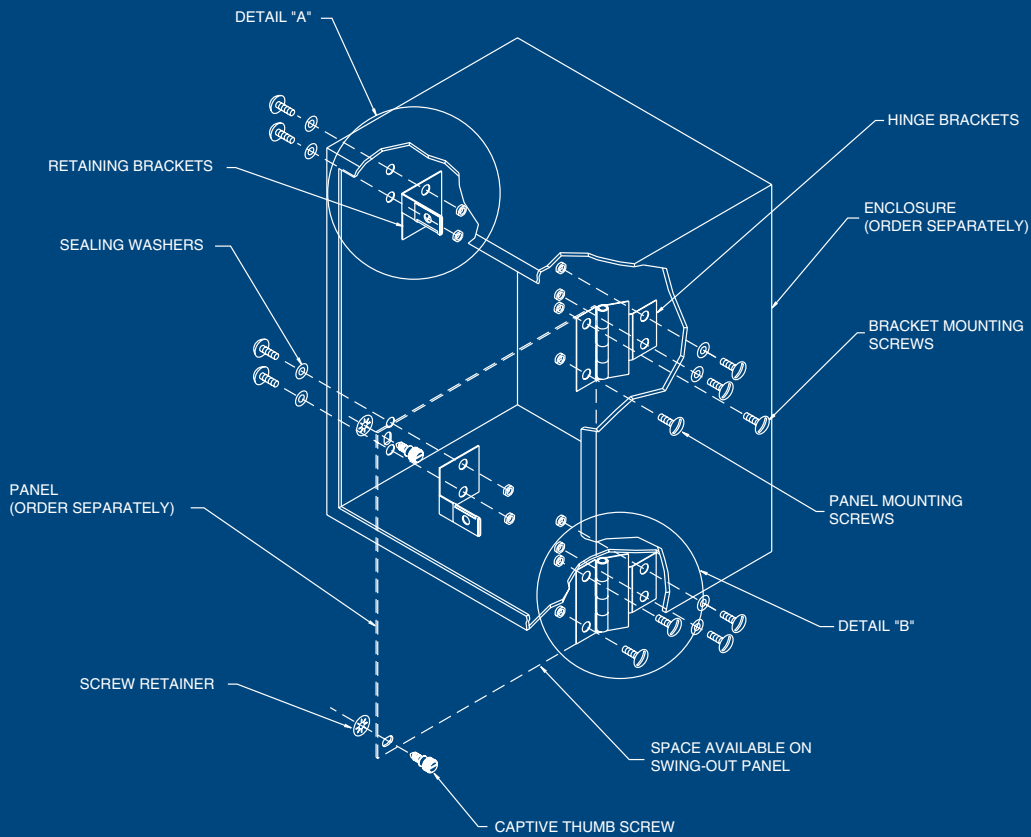 DETAIL "A"
HINGE BRACKETS
RETAINING BRACKETS
ENCLOSURE
(ORDER SEPARATELY)
SEALING WASHERS
BRACKET MOUNTING
SCREWS
PANEL
(ORDER SEPARATELY)
PANEL MOUNTING
SCREWS
DETAIL "B"
SCREW RETAINER
SPACE AVAILABLE ON
SWING-OUT PANEL
CAPTIVE THUMB SCREW